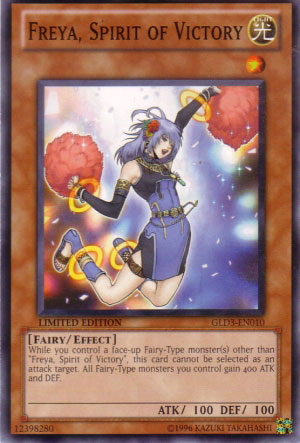 FREYA, SPIRIT OF VICTORY
LIGHT
光
LIMITED EDITION
GLD3-EN010
[FAIRY/EFFECT]
While you control a face-up Fairy-Type monster(s) other than
"Freya, Spirit of Victory", this card cannot be selected as an
attack target. All Fairy-Type monsters you control gain 400 ATK
and DEF.
ATK/ 100 DEF/ 100
12398280
©1996 KAZUKI TAKAHASHI